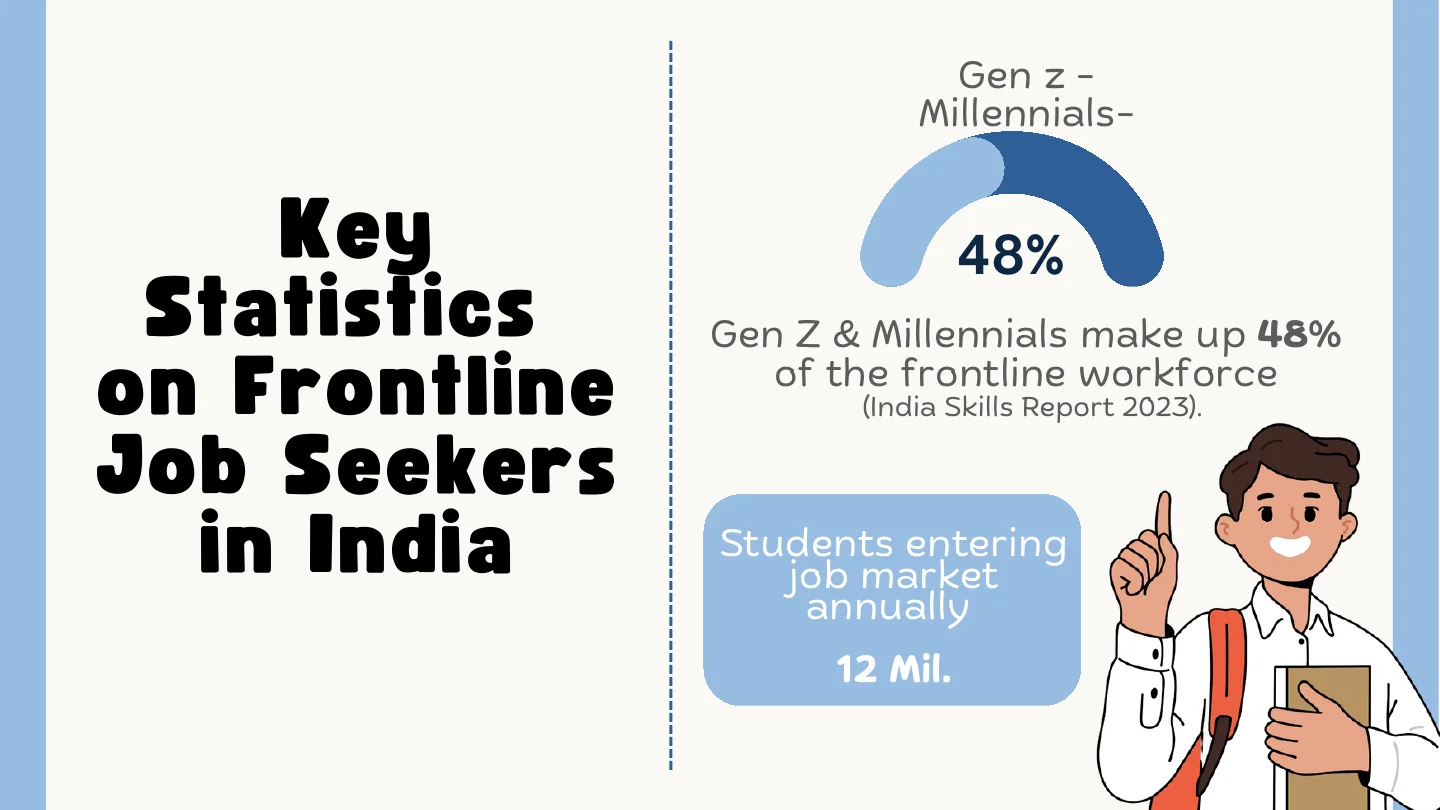 Key
Statistics
on Frontline
Job Seekers
in India
Gen z -
Millennials-
48%
Gen Z & Millennials make up 48%
of the frontline workforce
(India Skills Report 2023).
Students entering
job market
annually
12 Mil.